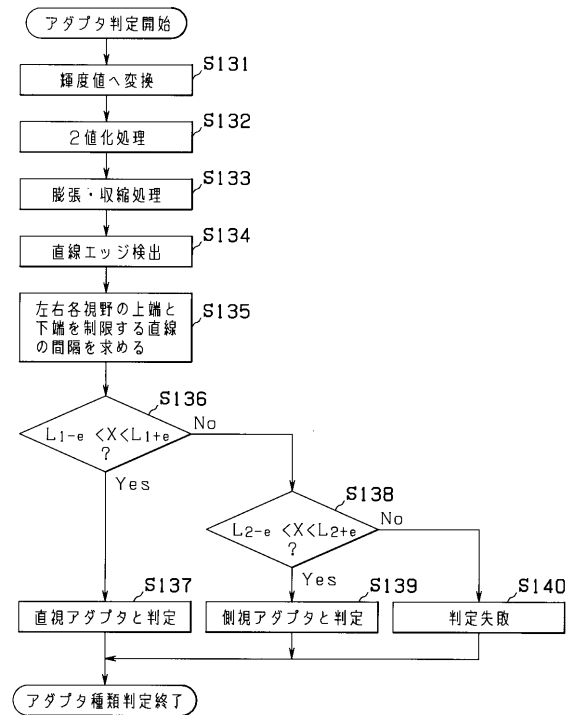 アダプタ判定開始
S131
輝度値へ変換
S132
2値化処理
S133
膨張・収縮処理
S134
直線エッジ検出
S135
左右各視野の上端と
下端を制限する直線
の間隔を求める
S136
L1-e <X<L1+e
?
No
Yes
S138
L2-e <X<L2+e
?
No
Yes
S137
直視アダプタと判定
S139
側視アダプタと判定
S140
判定失敗
アダプタ種類判定終了